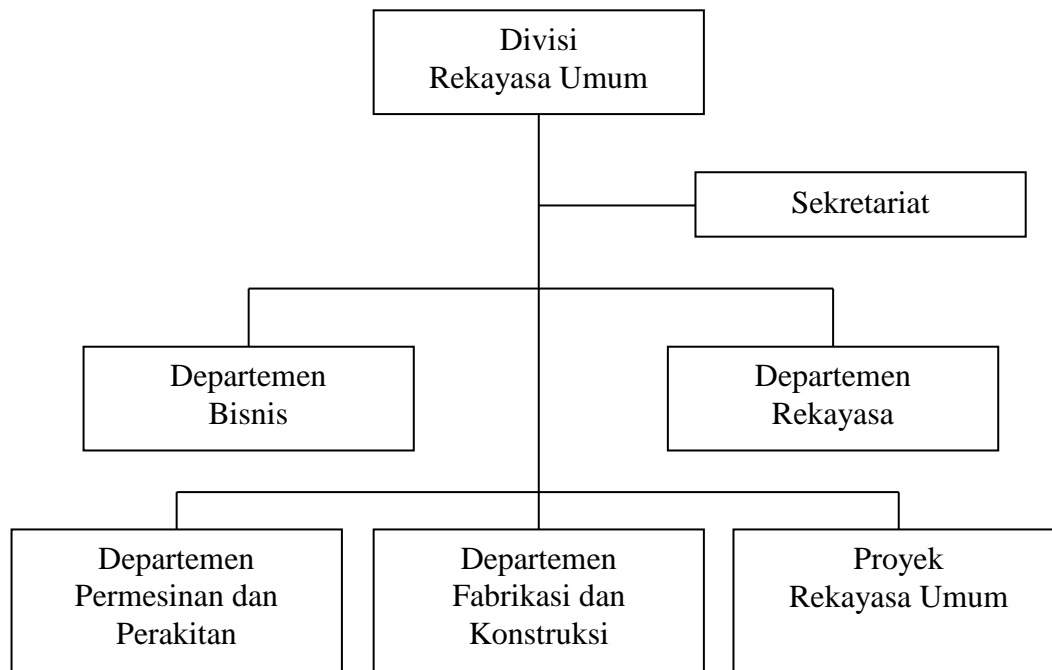 Divisi
Rekayasa Umum
Sekretariat
Departemen
Bisnis
Departemen
Rekayasa
Departemen
Permesinan dan
Perakitan
Departemen
Fabrikasi dan
Konstruksi
Proyek
Rekayasa Umum